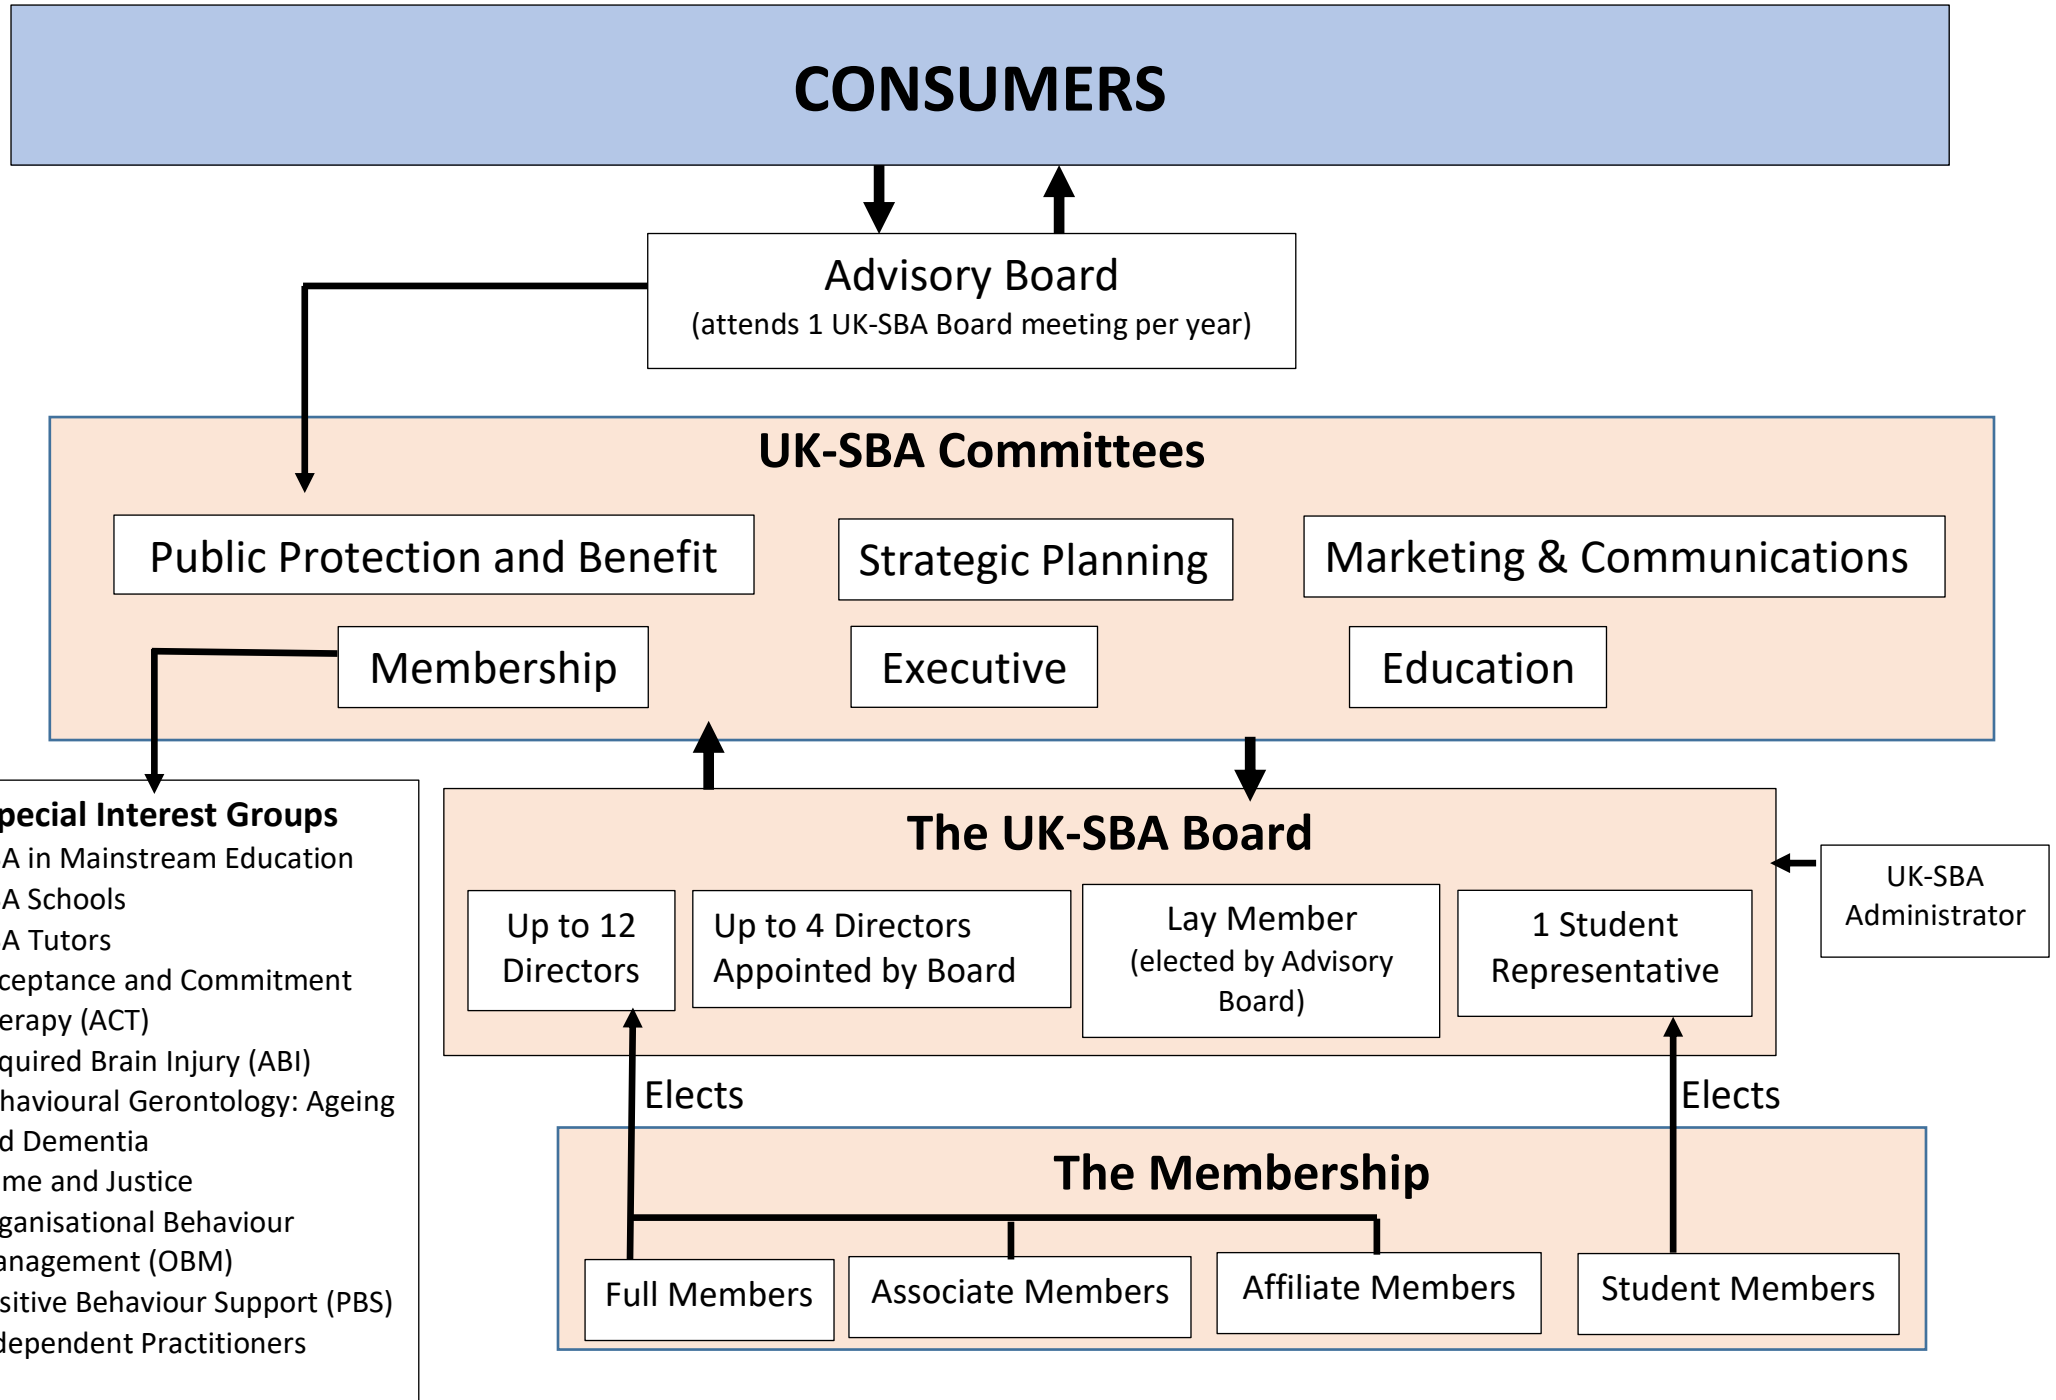 CONSUMERS
Advisory Board
(attends 1 UK-SBA Board meeting per year)
UK-SBA Committees
Public Protection and Benefit
Strategic Planning
Marketing & Communications
Membership
Executive
Education
pecial Interest Groups
A in Mainstream Education
A Schools
A Tutors
ceptance and Commitment
erapy (ACT)
quired Brain Injury (ABI)
havioural Gerontology: Ageing
d Dementia
me and Justice
ganisational Behaviour
anagement (OBM)
sitive Behaviour Support (PBS)
dependent Practitioners
The UK-SBA Board
Up to 12
Directors
Up to 4 Directors
Appointed by Board
Lay Member
(elected by Advisory
Board)
1 Student
Representative
UK-SBA
Administrator
Elects
Elects
The Membership
Full Members
Associate Members
Affiliate Members
Student Members